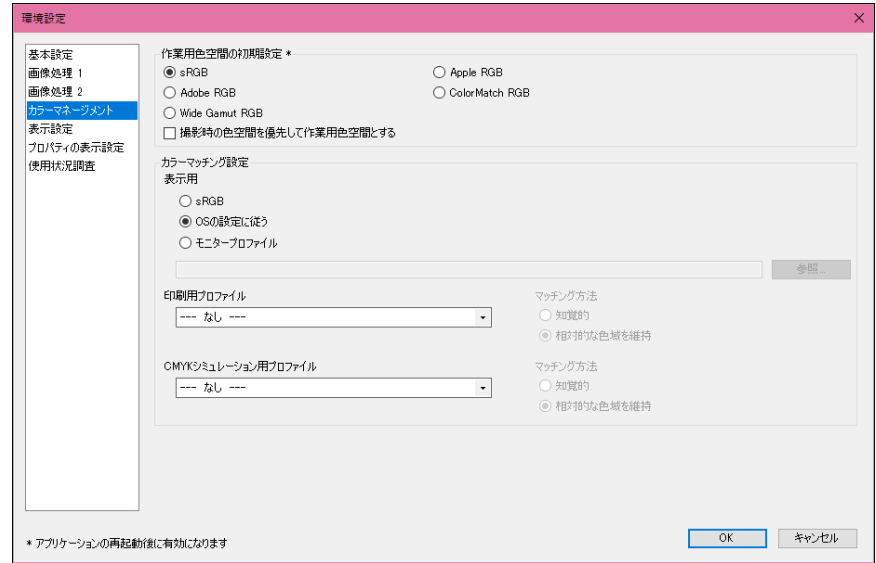 環境設定
基本設定
画像処理 1
画像処理 2
カラーマネージメント
表示設定
プロパティの表示設定
使用状況調査
作業用色空間の初期設定 *
sRGB
Apple RGB
Adobe RGB
ColorMatch RGB
Wide Gamut RGB
撮影時の色空間を優先して作業用色空間とする
カラーマッチング設定
表示用
sRGB
OSの設定に従う
モニタープロファイル
参照...
印刷用プロファイル
マッチング方法
--- なし ---
知覚的
相対的な色域を維持
CMYKシミュレーション用プロファイル
マッチング方法
--- なし ---
知覚的
相対的な色域を維持
* アプリケーションの再起動後に有効になります
OK
キャンセル